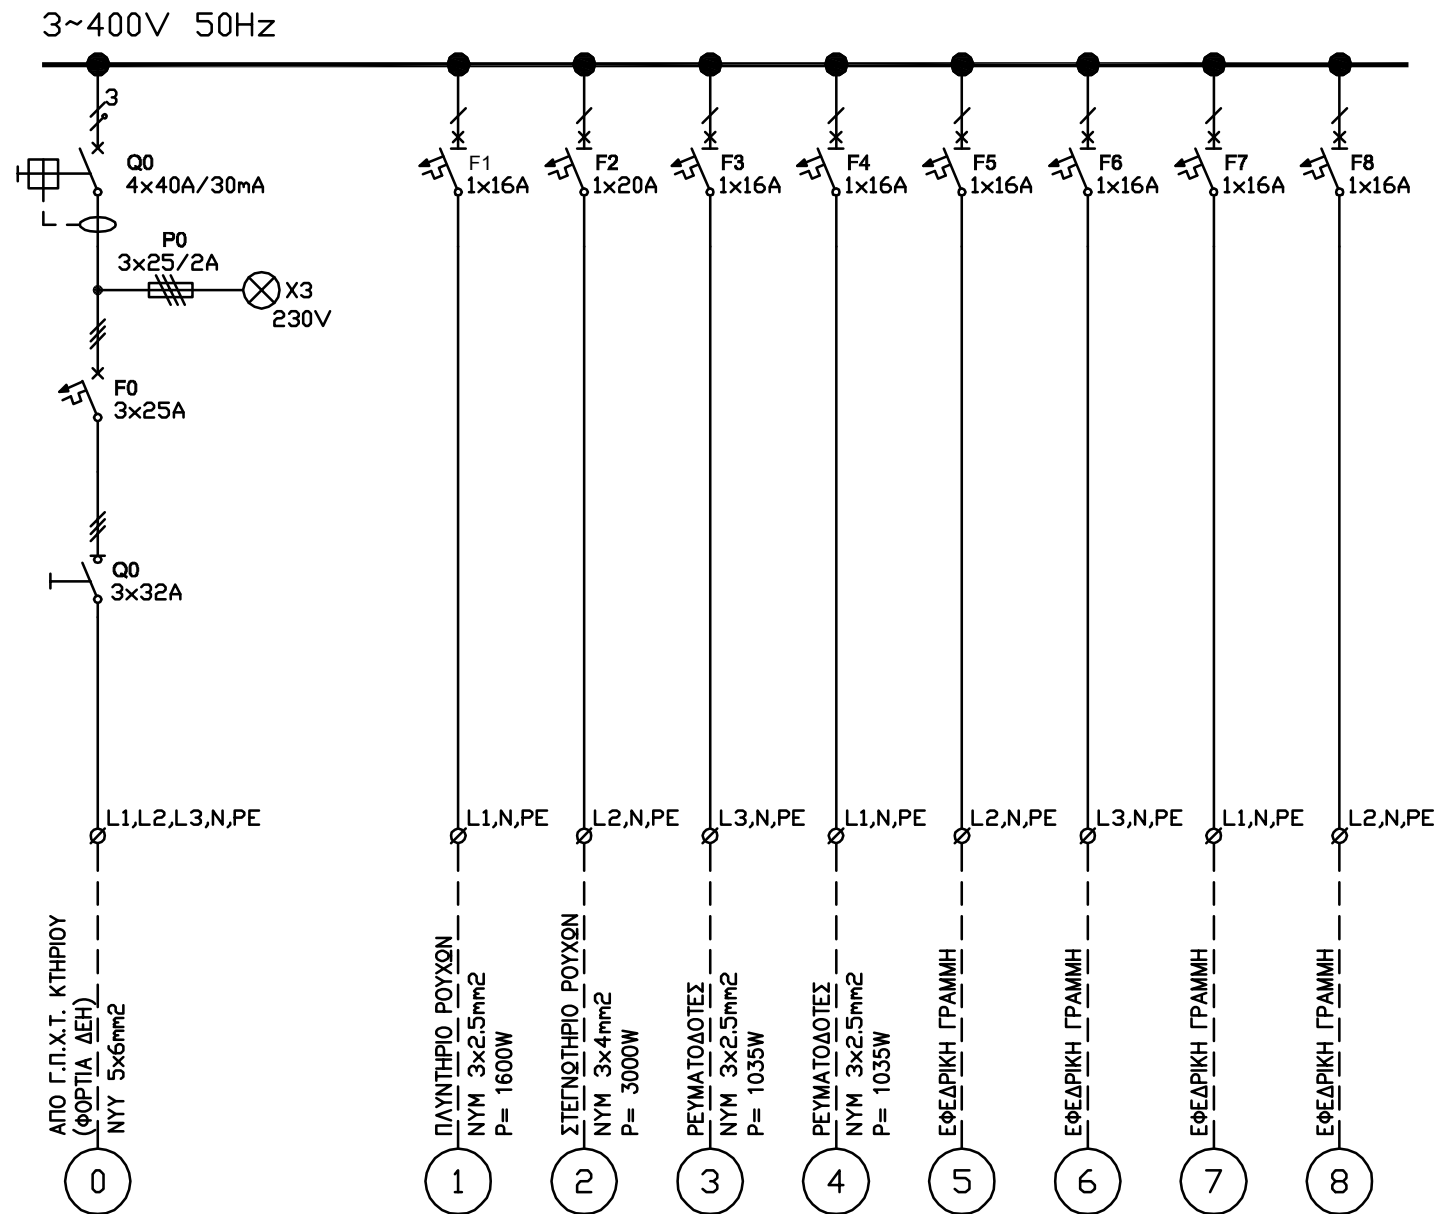 3~400V 50Hz
3
Q0
4x40A/30mA
L
P0
3x25/2A
X3
230V
F0
3x25A
Q0
3x32A
F1
1x16A
F2
1x20A
F3
1x16A
F4
1x16A
F5
1x16A
F6
1x16A
F7
1x16A
F8
1x16A
L1,L2,L3,N,PE
L1,N,PE
L2,N,PE
L3,N,PE
L1,N,PE
L2,N,PE
L3,N,PE
L1,N,PE
L2,N,PE
ΑΠΟ Γ.Π.Χ.Τ. ΚΤΗΡΙΟΥ
(ΦΟΡΤΙΑ ΔΕΗ)
NYY 5x6mm2
ΠΛΥΝΤΗΡΙΟ ΡΟΥΧΩΝ
NYM 3x2.5mm2
P= 1600W
ΣΤΕΓΝΩΤΗΡΙΟ ΡΟΥΧΩΝ
NYM 3x4mm2
P= 3000W
ΡΕΥΜΑΤΟΔΟΤΕΣ
NYM 3x2.5mm2
P= 1035W
ΡΕΥΜΑΤΟΔΟΤΕΣ
NYM 3x2.5mm2
P= 1035W
ΕΦΕΔΡΙΚΗ ΓΡΑΜΜΗ
ΕΦΕΔΡΙΚΗ ΓΡΑΜΜΗ
ΕΦΕΔΡΙΚΗ ΓΡΑΜΜΗ
ΕΦΕΔΡΙΚΗ ΓΡΑΜΜΗ
0
1
2
3
4
5
6
7
8